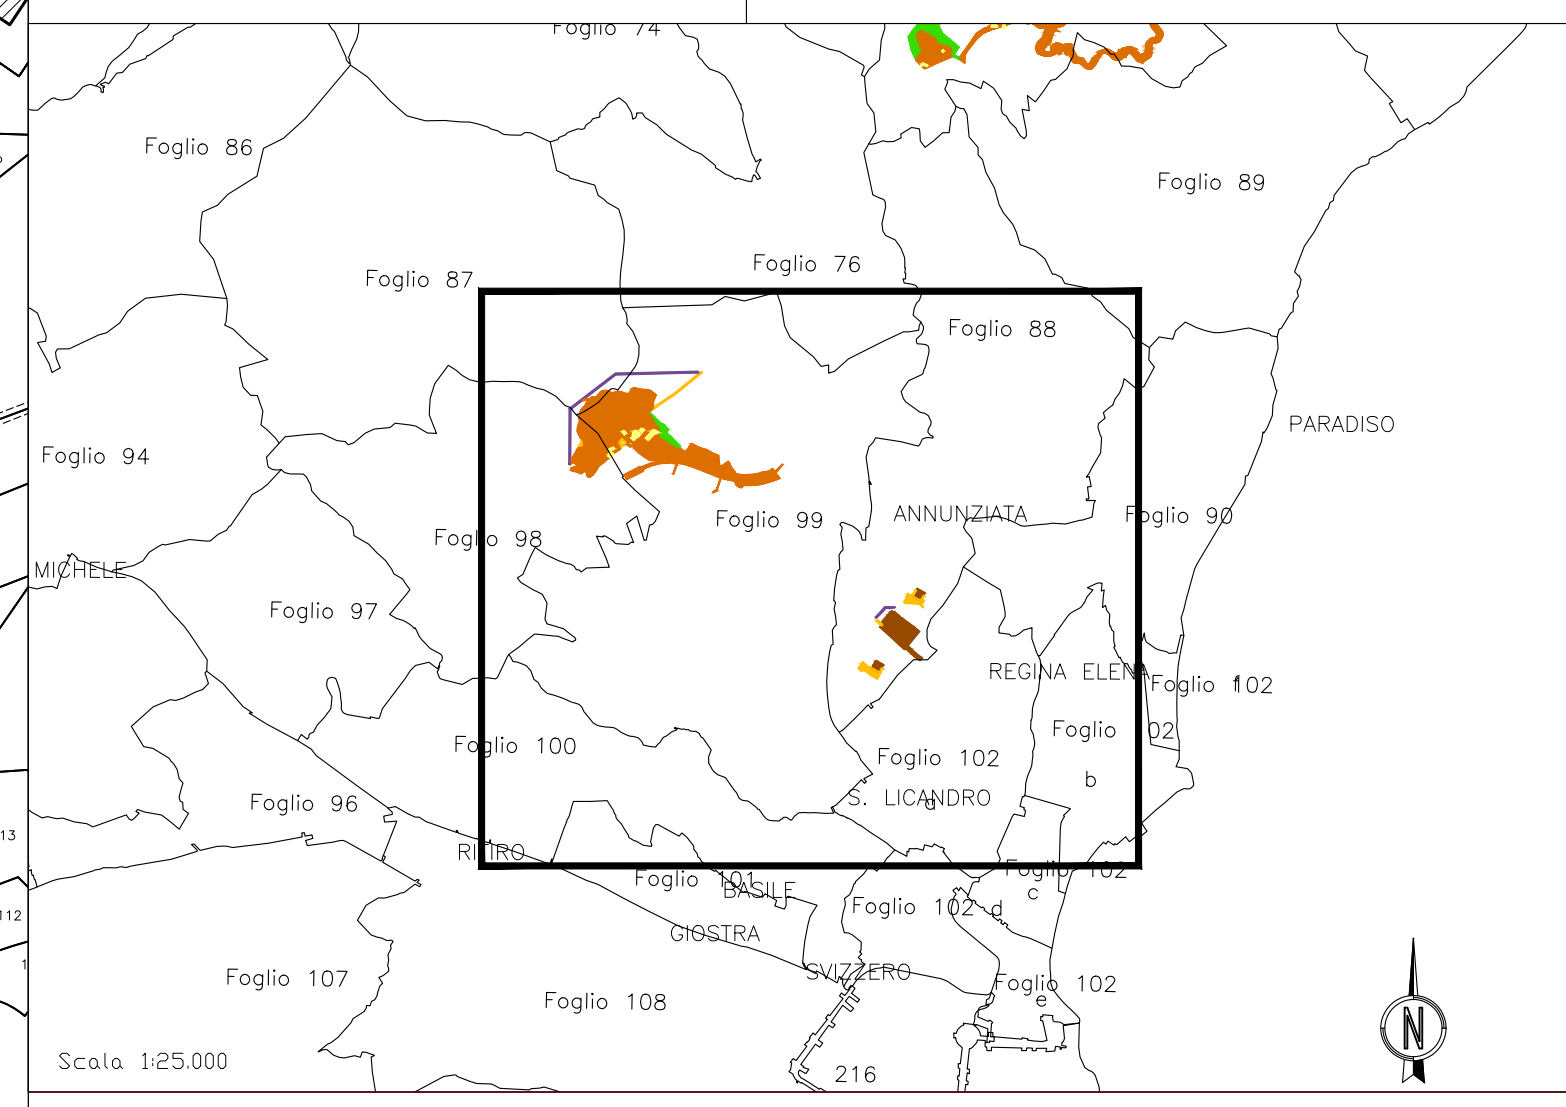 Foglio 74
Foglio 86
Foglio 89
Foglio 76
Foglio 87
Foglio 88
PARADISO
Foglio 94
ANNUNZIATA
Foglio 90
Foglio 99
Foglio 98
MICHELE
Foglio 97
REGINA ELENA
Foglio 102
f
Foglio 02
Foglio 100
Foglio 102
b
S. LICANDRO
a
Foglio 96
13
RITIRO
Foglio 102
Foglio 101
BASILE
c
Foglio 102 d
112
GIOSTRA
1
SVIZZERO
Foglio 107
Foglio 102
e
Foglio 108
N
Scala 1:25.000
216